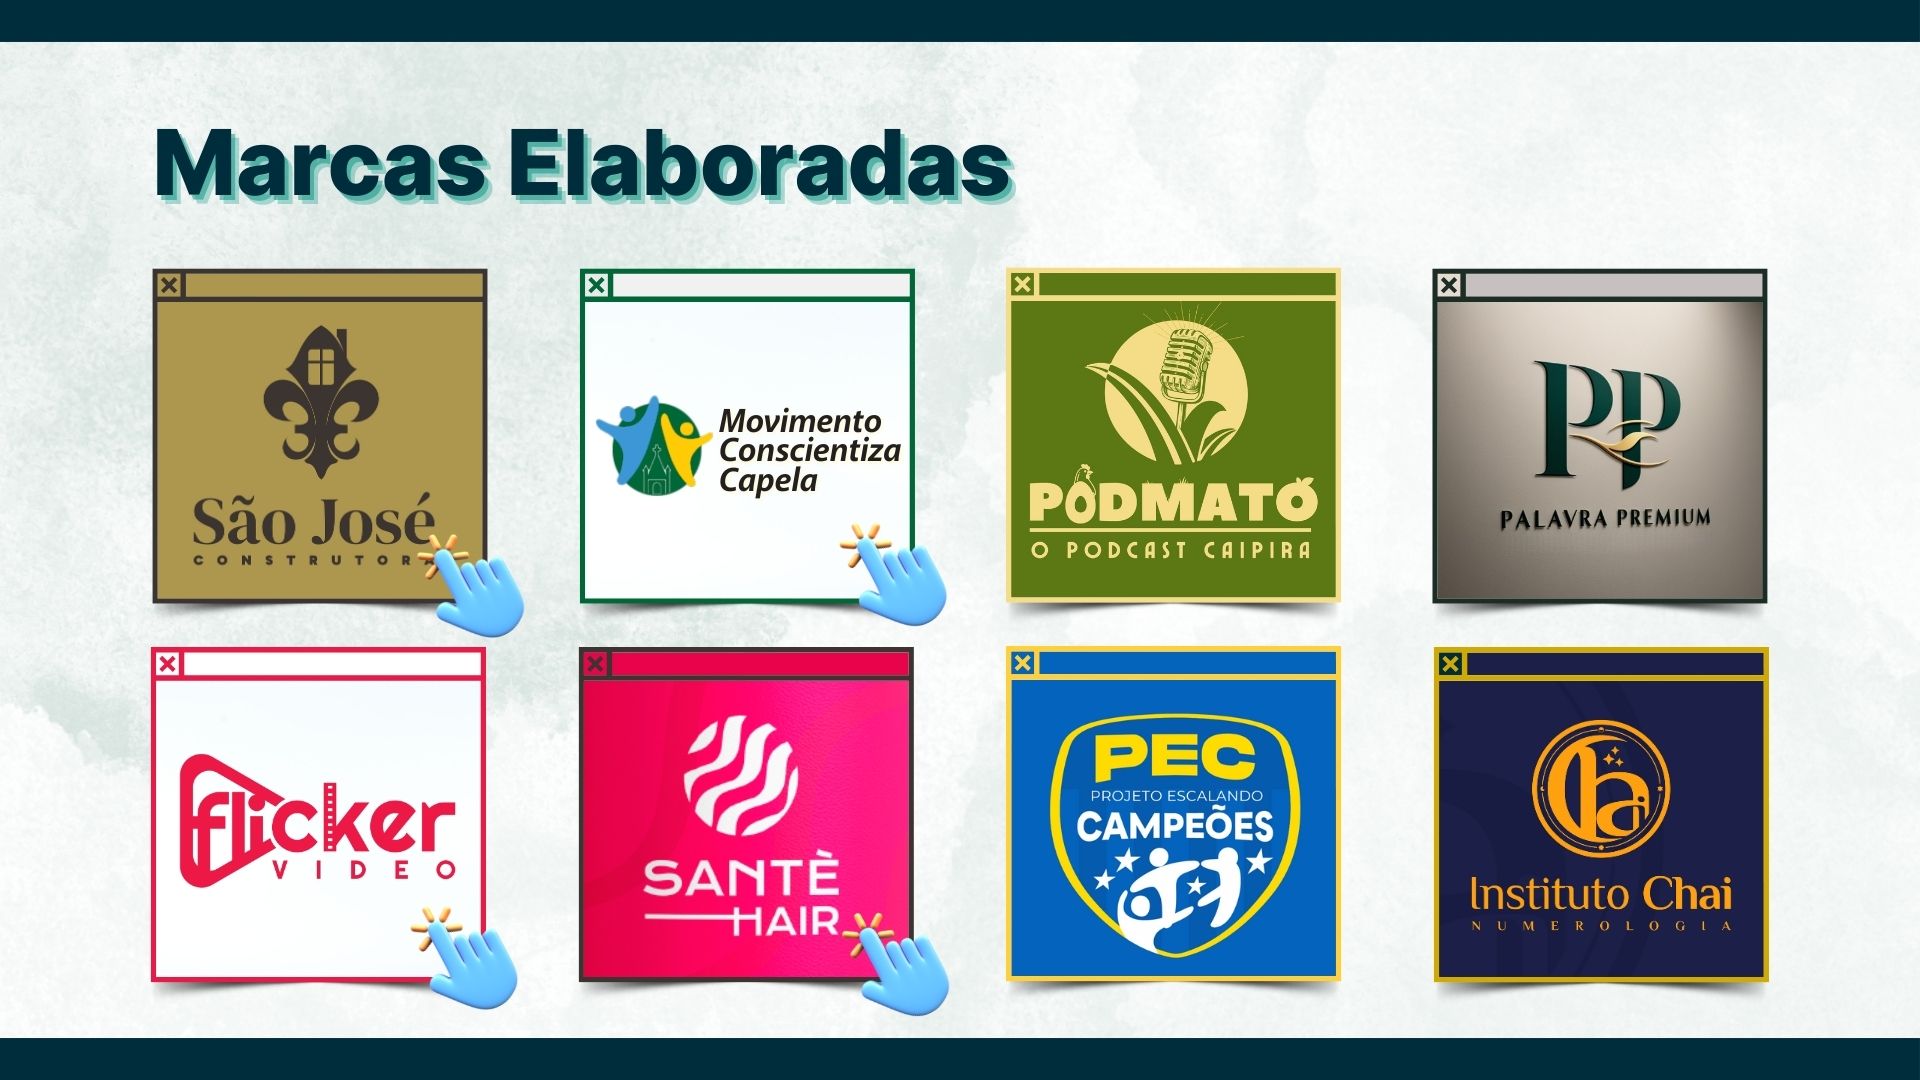 Marcas Elaboradas
São José
CONSTRUTORA
Movimento
Conscientiza
Capela
PODMATO
O PODCAST CAIPIRA
PP
PALAVRA PREMIUM
flicker
VIDEO
SANTÈ
HAIR
PEC
PROJETO ESCALANDO
CAMPEÕES
Instituto Chai
NUMEROLOGIA